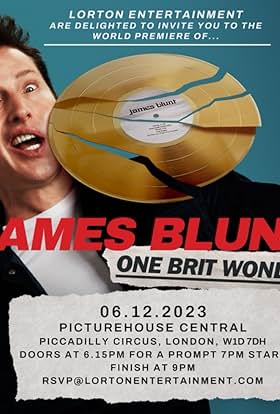 LORTON ENTERTAINMENT
ARE DELIGHTED TO INVITE YOU TO THE
WORLD PREMIERE OF...
james blunt
AMES BLUN
ONE BRIT WON
06.12.2023
PICTUREHOUSE CENTRAL
PICCADILLY CIRCUS, LONDON, W1D7DH
DOORS AT 6.15PM FOR A PROMPT 7PM STAR
FINISH AT 9PM
RSVP@LORTONENTERTAINMENT.COM